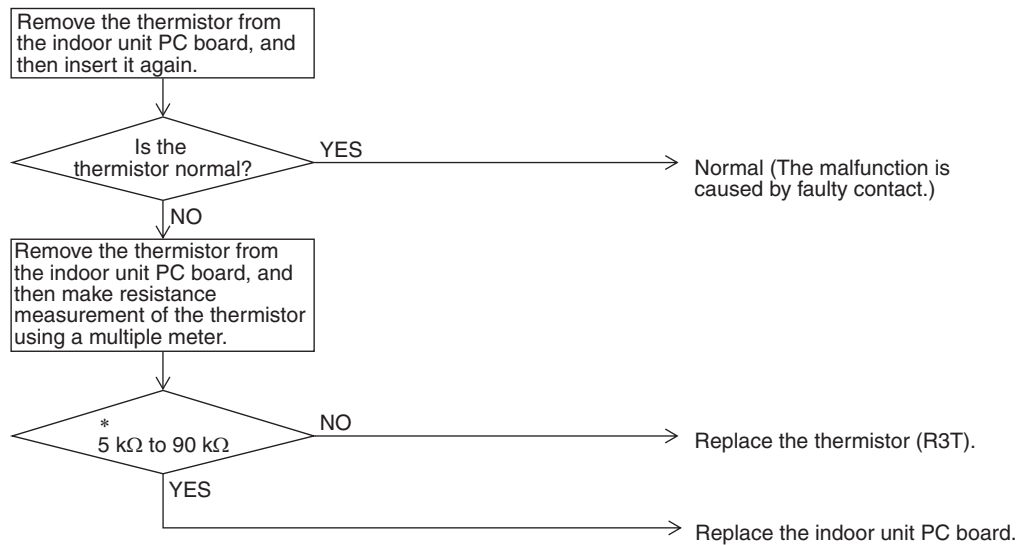 Remove the thermistor from
the indoor unit PC board, and
then insert it again.
Is the
thermistor normal?
YES
Normal (The malfunction is
caused by faulty contact.)
NO
Remove the thermistor from
the indoor unit PC board, and
then make resistance
measurement of the thermistor
using a multiple meter.
*
5 kΩ to 90 kΩ
NO
Replace the thermistor (R3T).
YES
Replace the indoor unit PC board.